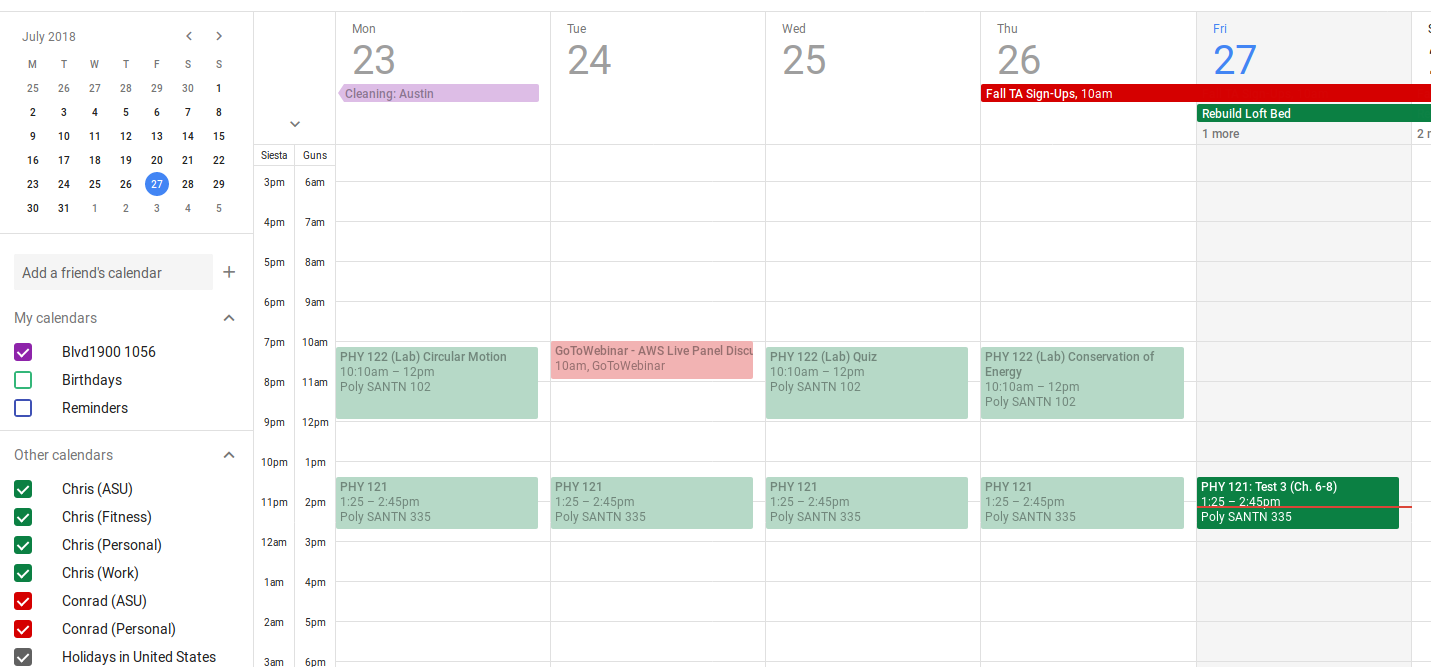 July 2018
M T W T F S S
25 26 27 28 29 30 1
2 3 4 5 6 7 8
9 10 11 12 13 14 15
16 17 18 19 20 21 22
23 24 25 26 27 28 29
30 31 1 2 3 4 5
Add a friend's calendar
My calendars
Blvd1900 1056
Birthdays
Reminders
Other calendars
Chris (ASU)
Chris (Fitness)
Chris (Personal)
Chris (Work)
Conrad (ASU)
Conrad (Personal)
Holidays in United States
Mon Tue Wed Thu Fri
23 24 25 26 27
Cleaning: Austin
Fall TA Sign-Ups, 10am
Rebuild Loft Bed
1 more
Siesta Guns
3pm 6am
4pm 7am
5pm 8am
6pm 9am
7pm 10am
8pm 11am
9pm 12pm
10pm 1pm
11pm 2pm
12am 3pm
1am 4pm
2am 5pm
3am 6pm
PHY 122 (Lab) Circular Motion
10:10am – 12pm
Poly SANTN 102
PHY 121
1:25 – 2:45pm
Poly SANTN 335
GoToWebinar - AWS Live Panel Discu
10am, GoToWebinar
PHY 121
1:25 – 2:45pm
Poly SANTN 335
PHY 122 (Lab) Quiz
10:10am – 12pm
Poly SANTN 102
PHY 121
1:25 – 2:45pm
Poly SANTN 335
PHY 122 (Lab) Conservation of
Energy
10:10am – 12pm
Poly SANTN 102
PHY 121
1:25 – 2:45pm
Poly SANTN 335
PHY 121: Test 3 (Ch. 6-8)
1:25 – 2:45pm
Poly SANTN 335